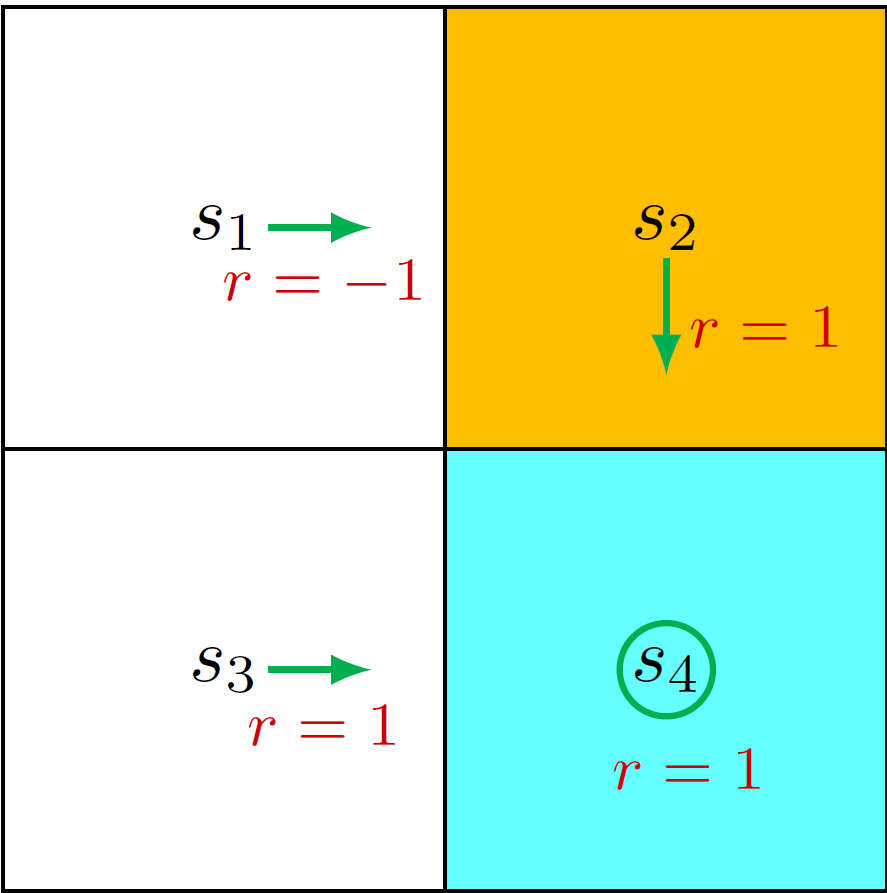 s₁
r = −1
s₂
r = 1
s₃
r = 1
s₄
r = 1